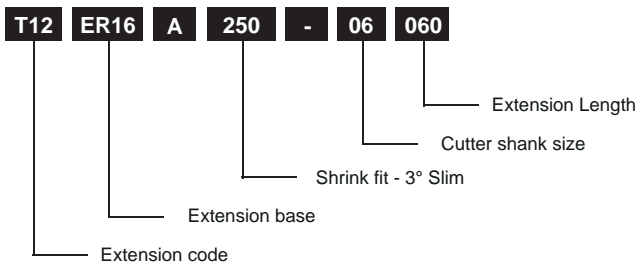 T12 ER16 A 250 - 06 060
Extension Length
Cutter shank size
Shrink fit - 3° Slim
Extension base
Extension code